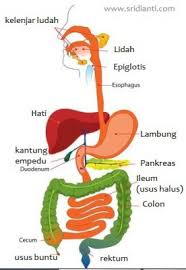 www.sridianti.com
kelenjar ludah
Lidah
Epiglotis
Esophagus
Hati
Lambung
kantung
empedu
Duodenum
Pankreas
Ileum
(usus halus)
Colon
Cecum
usus buntu
rektum